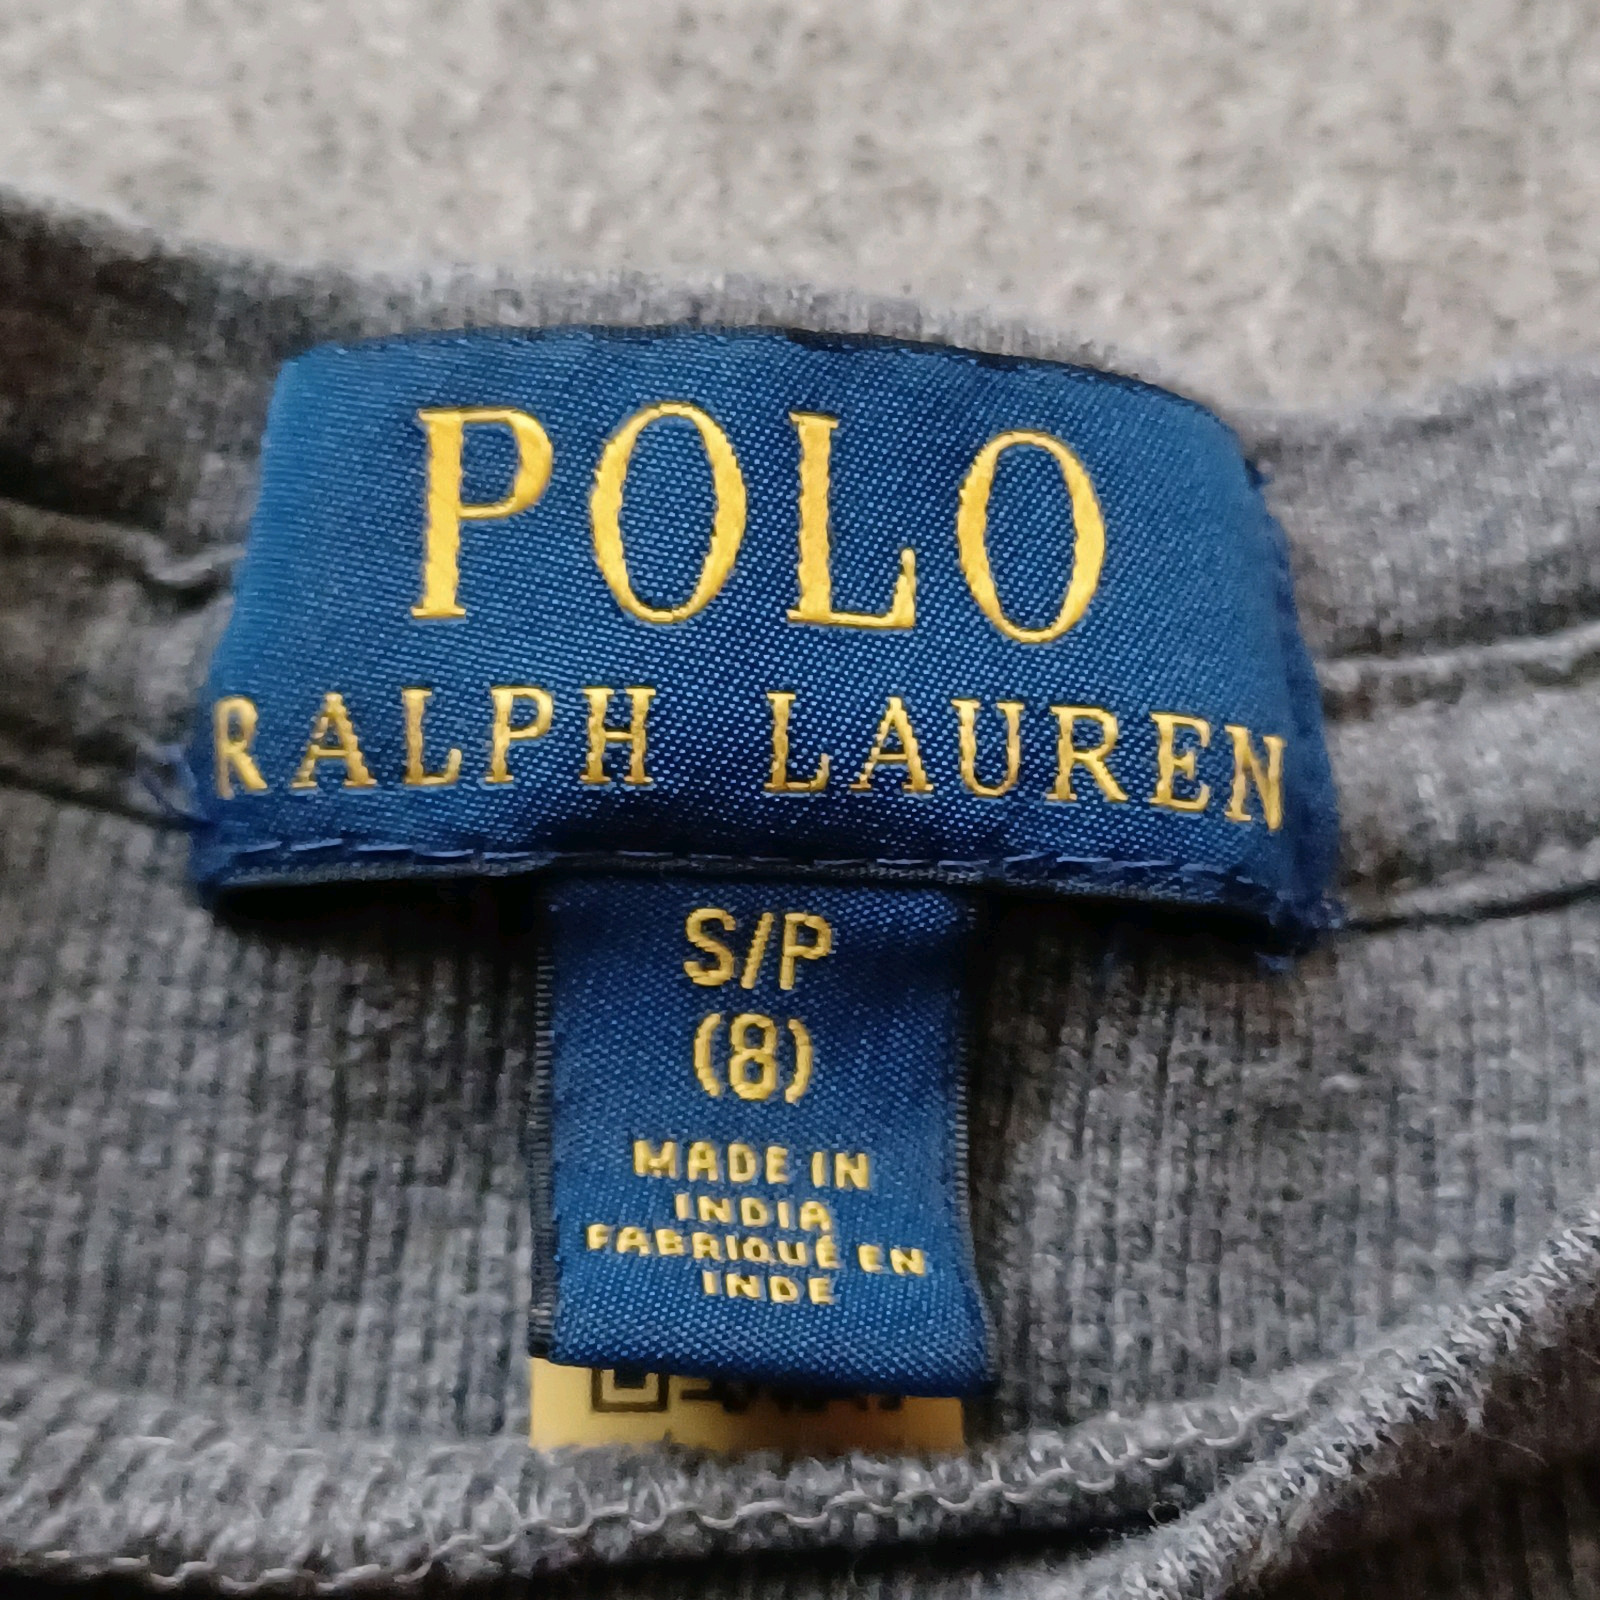 POLO
RALPH LAUREN
S/P
(8)
MADE IN
INDIA
FABRIQUÉ EN
INDE